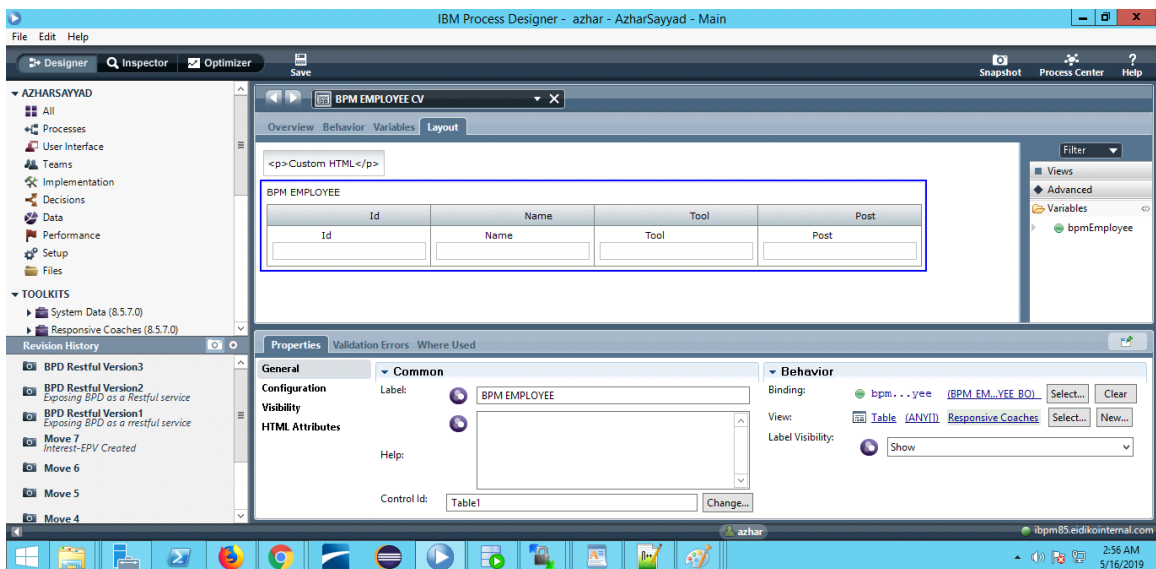 IBM Process Designer - azhar - AzharSayyad - Main
File Edit Help
Designer Inspector Optimizer Save Snapshot Process Center Help
AZHARSAYYAD
All
Processes
User Interface
Teams
Implementation
Decisions
Data
Performance
Setup
Files
TOOLKITS
System Data (8.5.7.0)
Responsive Coaches (8.5.7.0)
Revision History
BPD Restful Version3
BPD Restful Version2
Exposing BPD as a Restful service
BPD Restful Version1
Exposing BPD as a rrestful service
Move 7
Interest-EPV Created
Move 6
Move 5
Move 4
BPM EMPLOYEE CV
Overview Behavior Variables Layout
<p>Custom HTML</p>
BPM EMPLOYEE
Id Name Tool Post
Id Name Tool Post
Filter
Views
Advanced
Variables
bpmEmployee
Properties Validation Errors Where Used
General
Configuration
Visibility
HTML Attributes
Common
Label: BPM EMPLOYEE
Help:
Control Id: Table1 Change...
Behavior
Binding: bpm...yee (BPM EM...YEE BO) Select... Clear
View: Table (ANY[]) Responsive Coaches Select... New...
Label Visibility: Show
azhar
ibpm85.eidikointernal.com
2:56 AM
5/16/2019